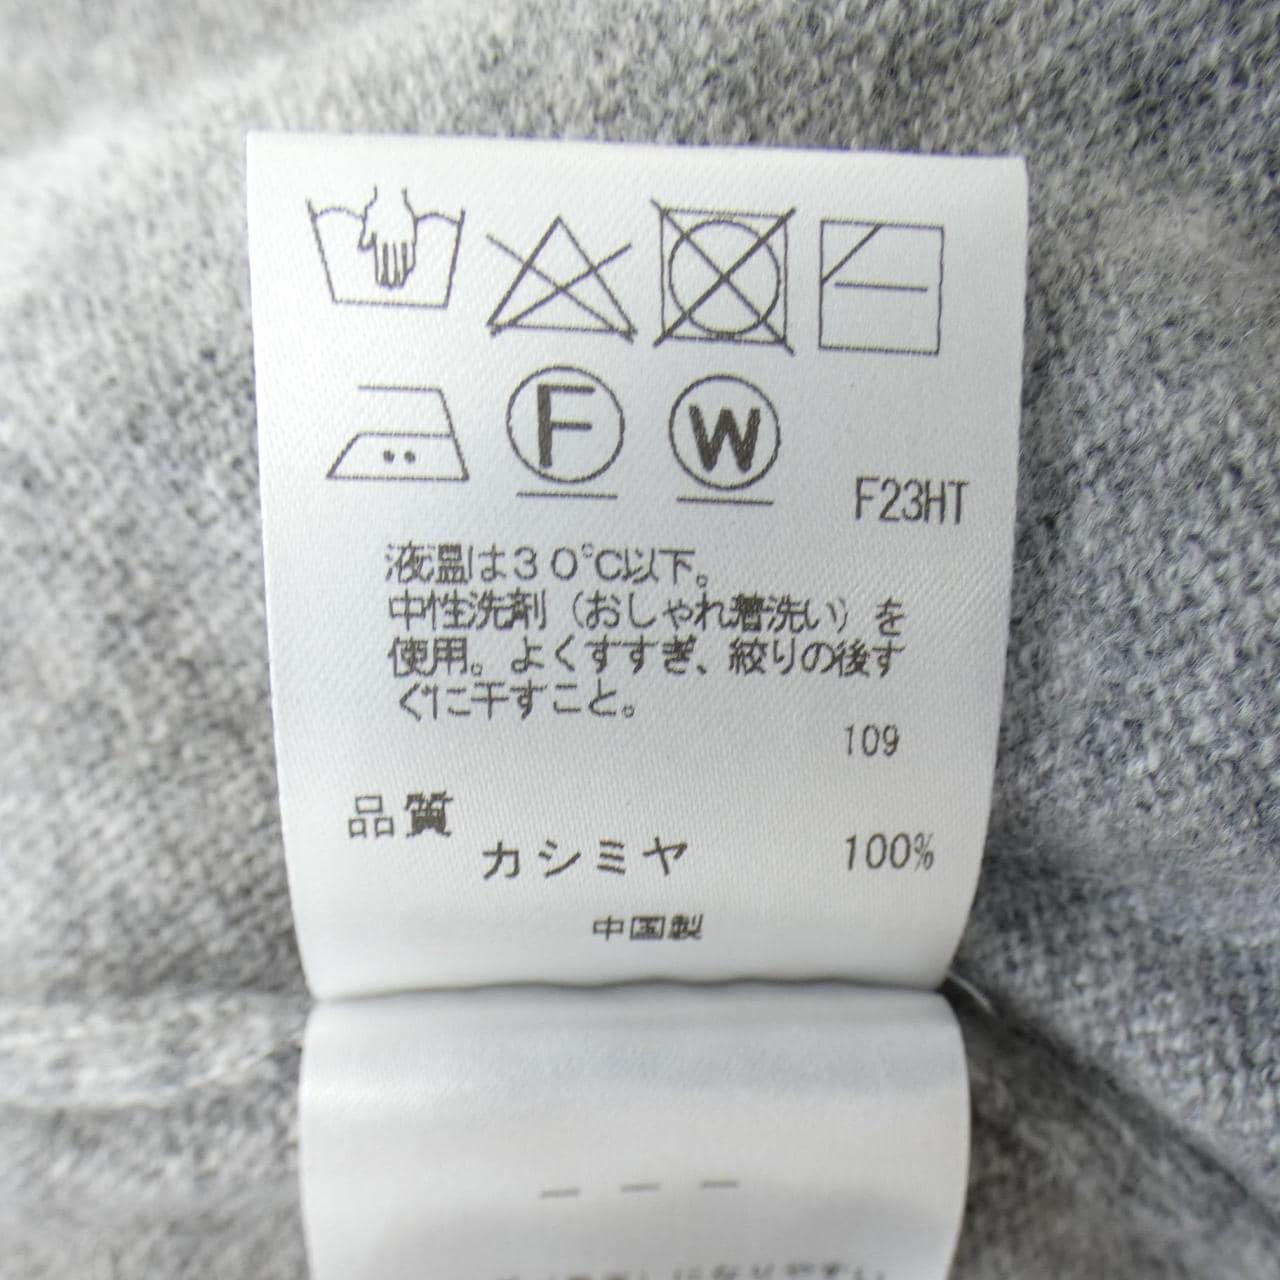 F
W
F23HT
液温は30℃以下。
中性洗剤（おしゃれ着洗い）を
使用。よくすすぎ、絞りの後す
ぐに干すこと。
109
品質
カシミヤ 100%
中国製